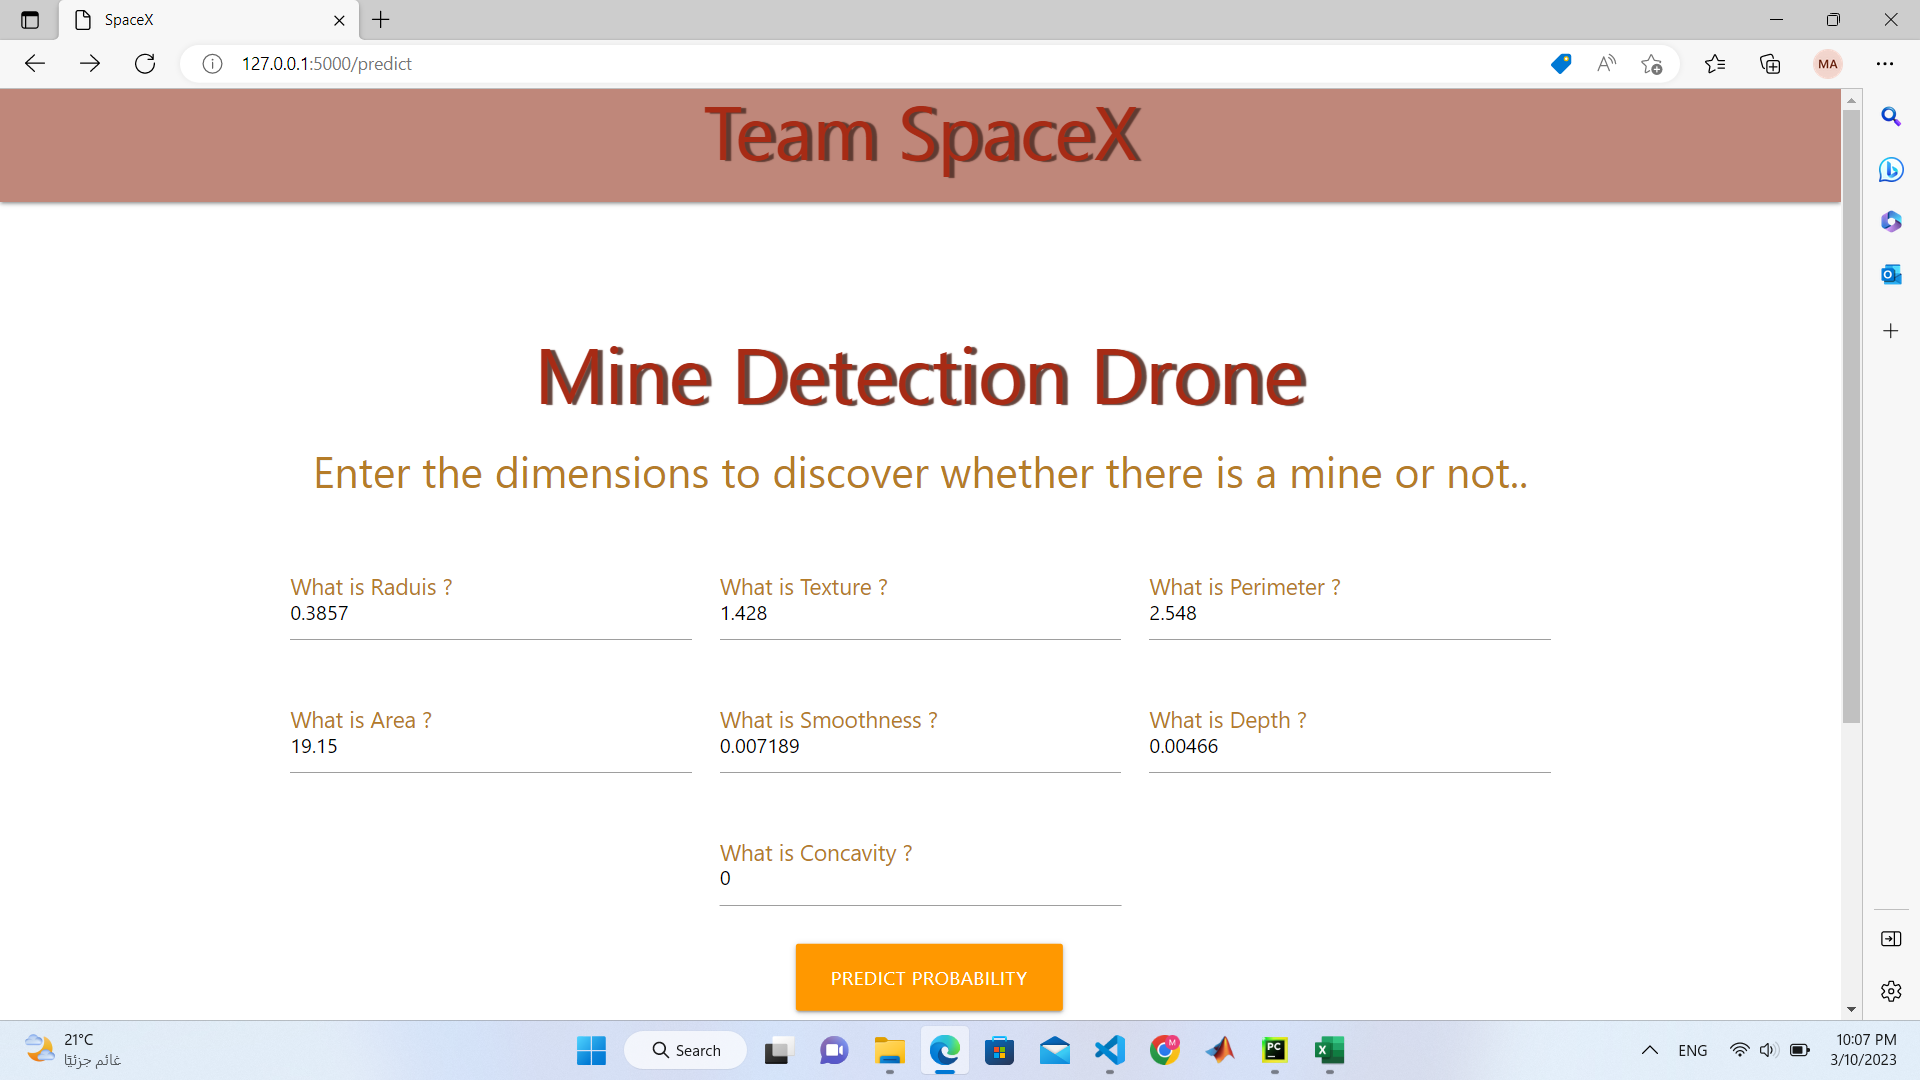 SpaceX
127.0.0.1:5000/predict
MA
Team SpaceX
Mine Detection Drone
Enter the dimensions to discover whether there is a mine or not..
What is Raduis ?
0.3857
What is Texture ?
1.428
What is Perimeter ?
2.548
What is Area ?
19.15
What is Smoothness ?
0.007189
What is Depth ?
0.00466
What is Concavity ?
0
PREDICT PROBABILITY
21°C
غائم جزئيًا
Search
ENG
10:07 PM
3/10/2023